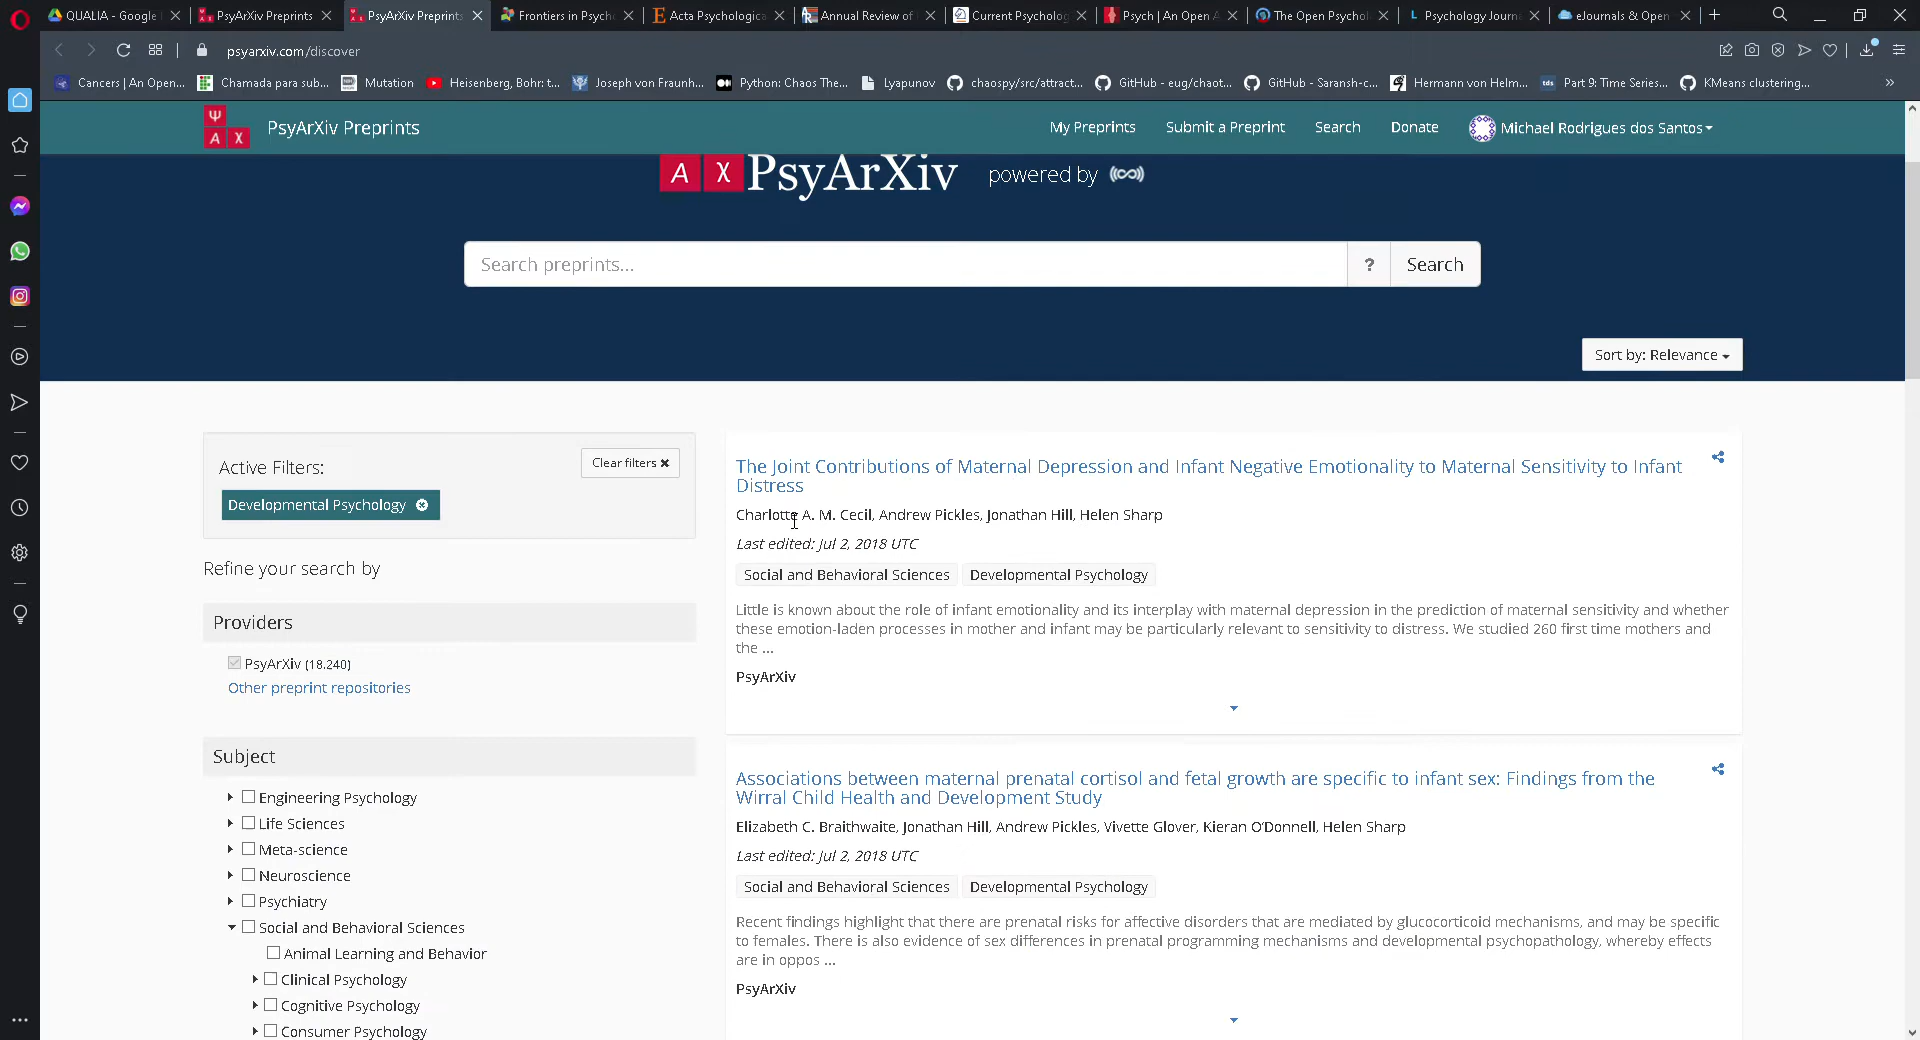 QUALIA - Google
PsyArXiv Preprints
PsyArXiv Preprints
Frontiers in Psych
Acta Psychologica
Annual Review of
Current Psycholog
Psych | An Open A
The Open Psychol
Psychology Journ
eJournals & Open
psyarxiv.com/discover
Cancers | An Open...
Chamada para sub...
Mutation
Heisenberg, Bohr: t...
Joseph von Fraunh...
Python: Chaos The...
Lyapunov
chaospy/src/attract...
GitHub - eug/chaot...
GitHub - Saransh-c...
Hermann von Helm...
tds Part 9: Time Series...
KMeans clustering...
Ψ
A χ
PsyArXiv Preprints
My Preprints
Submit a Preprint
Search
Donate
Michael Rodrigues dos Santos
A χ PsyArXiv powered by
Search preprints...
?
Search
Sort by: Relevance
Active Filters:
Clear filters
Developmental Psychology
Refine your search by
Providers
PsyArXiv (18.240)
Other preprint repositories
Subject
Engineering Psychology
Life Sciences
Meta-science
Neuroscience
Psychiatry
Social and Behavioral Sciences
Animal Learning and Behavior
Clinical Psychology
Cognitive Psychology
Consumer Psychology
The Joint Contributions of Maternal Depression and Infant Negative Emotionality to Maternal Sensitivity to Infant
Distress
Charlotte A. M. Cecil, Andrew Pickles, Jonathan Hill, Helen Sharp
Last edited: Jul 2, 2018 UTC
Social and Behavioral Sciences Developmental Psychology
Little is known about the role of infant emotionality and its interplay with maternal depression in the prediction of maternal sensitivity and whether
these emotion-laden processes in mother and infant may be particularly relevant to sensitivity to distress. We studied 260 first time mothers and
the ...
PsyArXiv
Associations between maternal prenatal cortisol and fetal growth are specific to infant sex: Findings from the
Wirral Child Health and Development Study
Elizabeth C. Braithwaite, Jonathan Hill, Andrew Pickles, Vivette Glover, Kieran O'Donnell, Helen Sharp
Last edited: Jul 2, 2018 UTC
Social and Behavioral Sciences Developmental Psychology
Recent findings highlight that there are prenatal risks for affective disorders that are mediated by glucocorticoid mechanisms, and may be specific
to females. There is also evidence of sex differences in prenatal programming mechanisms and developmental psychopathology, whereby effects
are in oppos ...
PsyArXiv